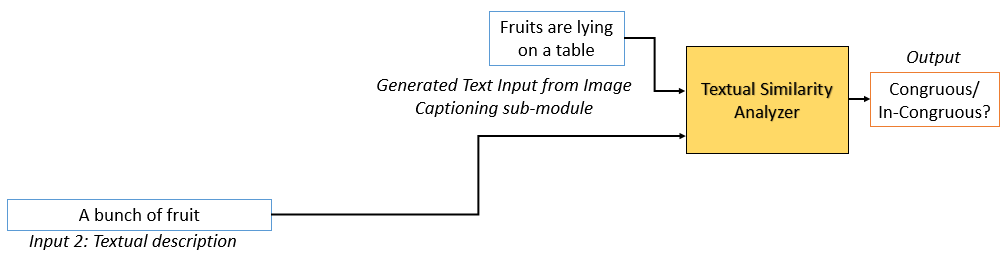 Fruits are lying
on a table
Generated Text Input from Image
Captioning sub-module
Textual Similarity
Analyzer
Output
Congruous/
In-Congruous?
A bunch of fruit
Input 2: Textual description